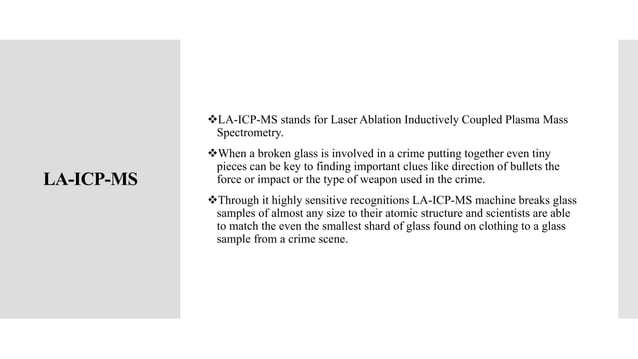 LA-ICP-MS
❖LA-ICP-MS stands for Laser Ablation Inductively Coupled Plasma Mass
Spectrometry.
❖When a broken glass is involved in a crime putting together even tiny
pieces can be key to finding important clues like direction of bullets the
force or impact or the type of weapon used in the crime.
❖Through it highly sensitive recognitions LA-ICP-MS machine breaks glass
samples of almost any size to their atomic structure and scientists are able
to match the even the smallest shard of glass found on clothing to a glass
sample from a crime scene.